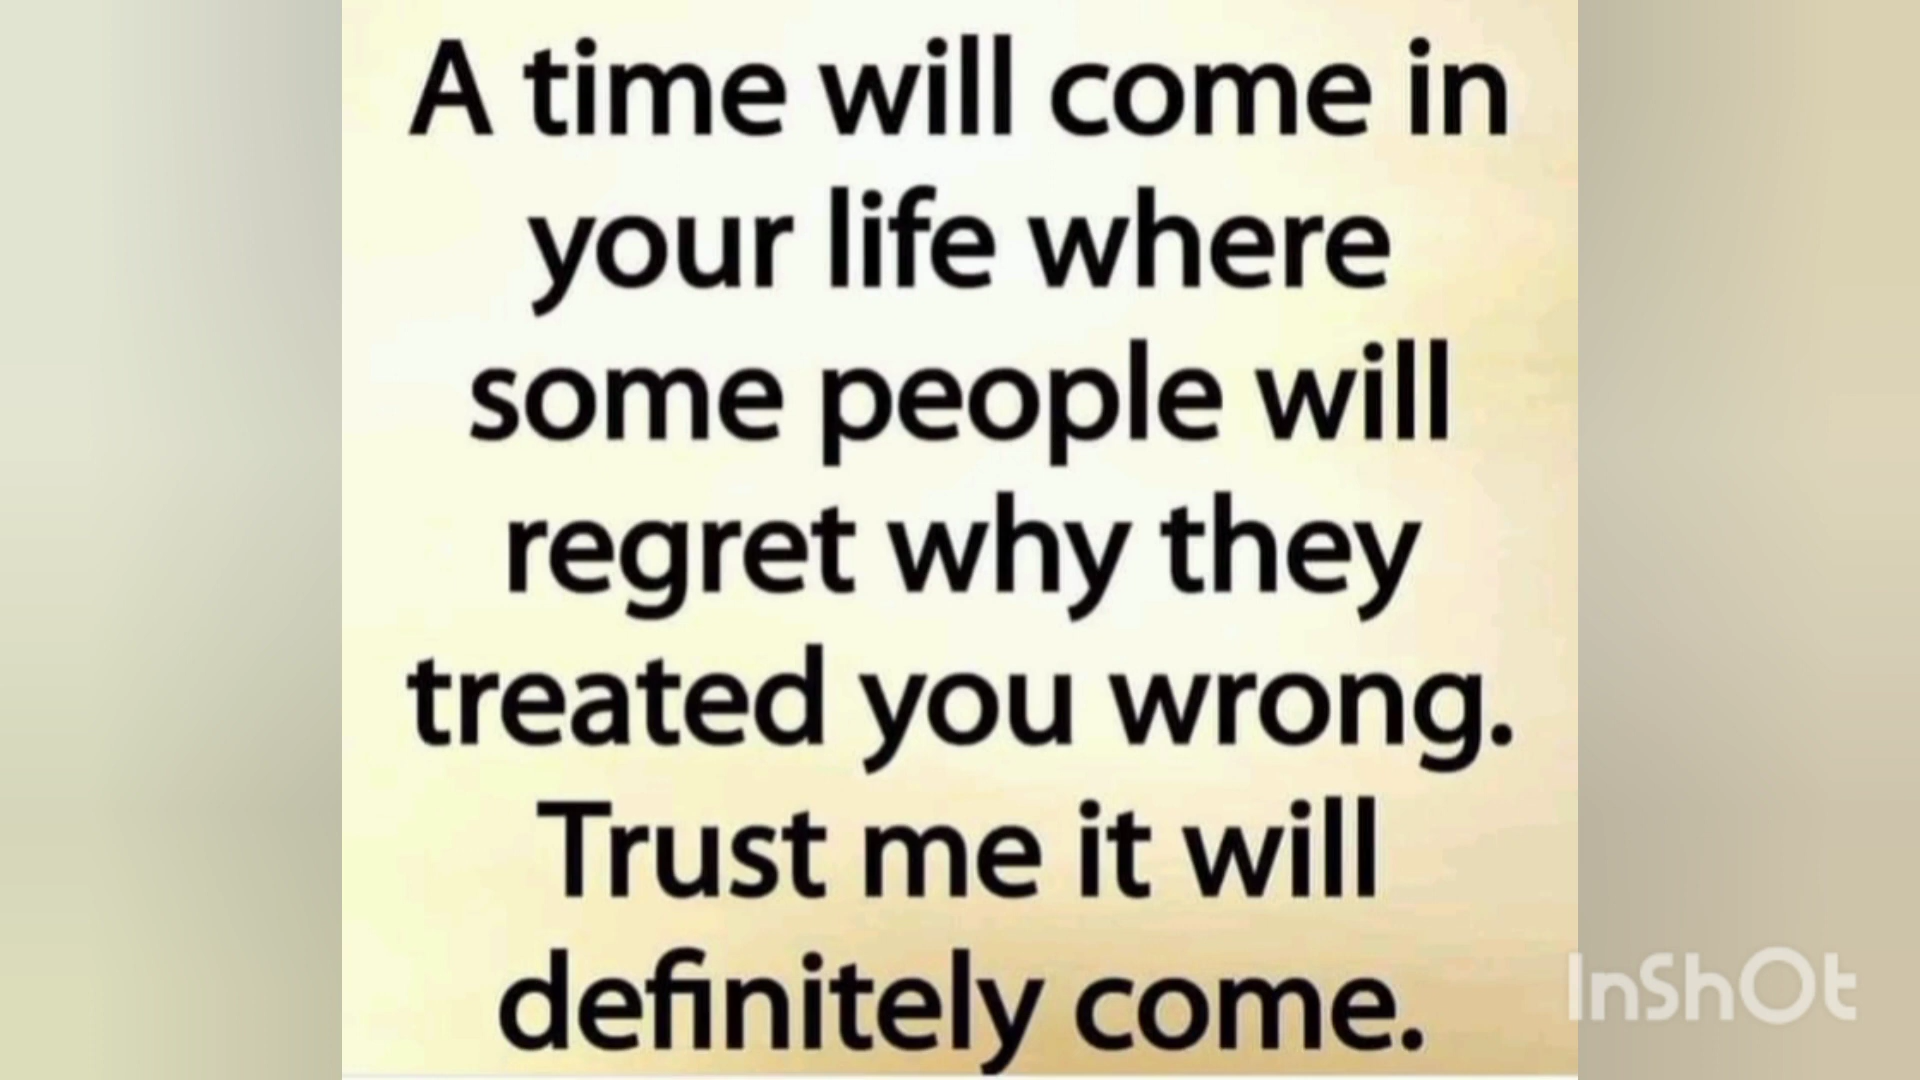 A time will come in
your life where
some people will
regret why they
treated you wrong.
Trust me it will
definitely come.
InShOt